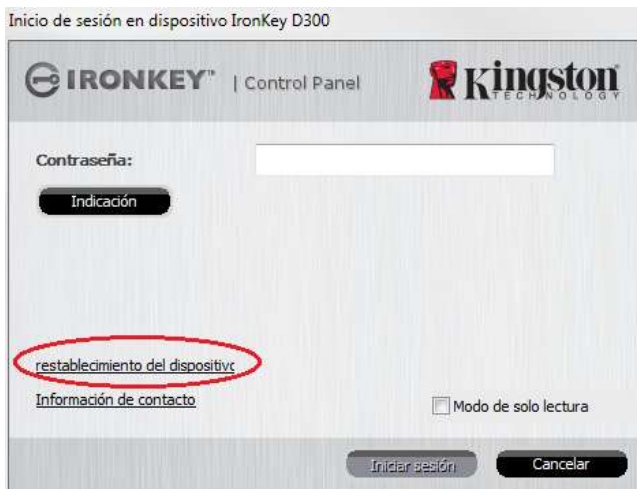 Inicio de sesión en dispositivo IronKey D300
IRONKEY™ | Control Panel
Kingston
TECHNOLOGY
Contraseña:
Indicación
restablecimiento del dispositivo
Información de contacto
Modo de solo lectura
Iniciar sesión
Cancelar